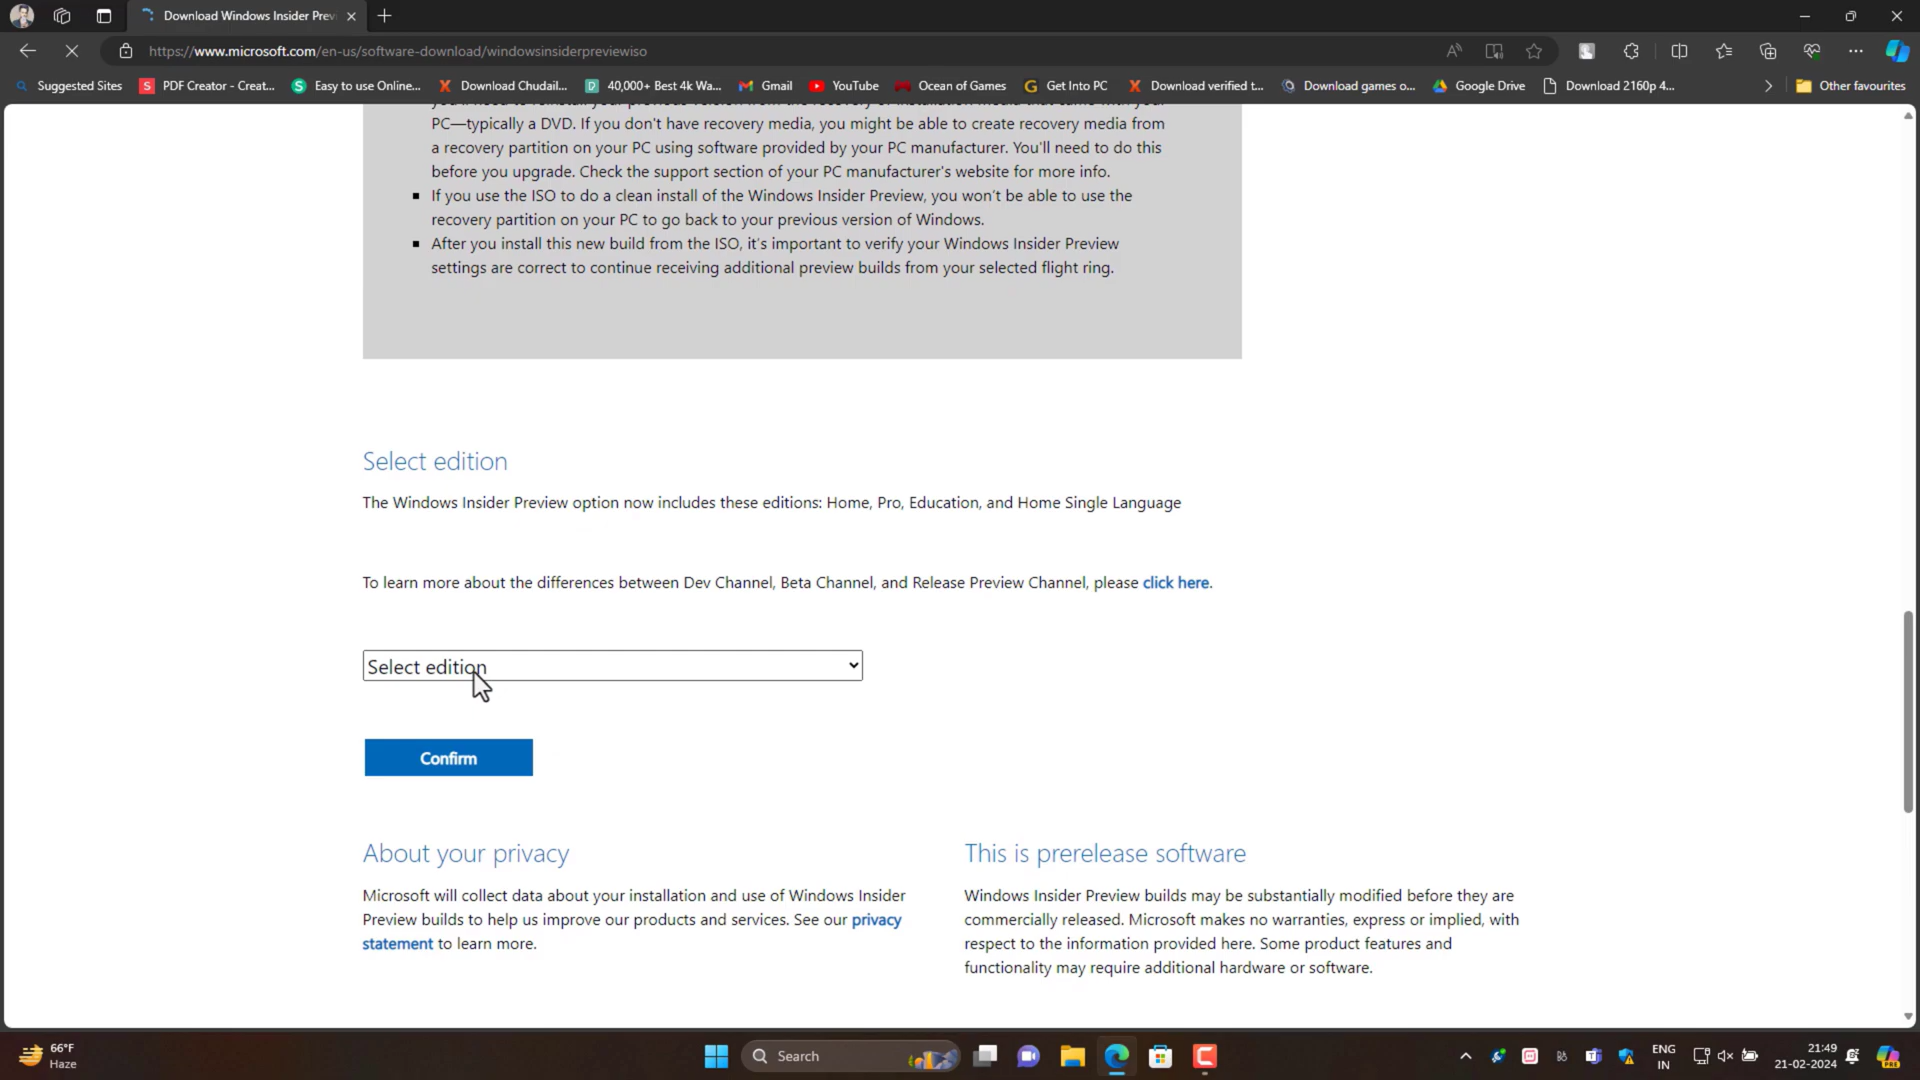 Download Windows Insider Prev
https://www.microsoft.com/en-us/software-download/windowsinsiderpreviewiso
Suggested Sites
PDF Creator - Creat...
Easy to use Online...
Download Chudail...
40,000+ Best 4k Wa...
Gmail
YouTube
Ocean of Games
Get Into PC
Download verified t...
Download games o...
Google Drive
Download 2160p 4...
Other favourites
PC—typically a DVD. If you don't have recovery media, you might be able to create recovery media from
a recovery partition on your PC using software provided by your PC manufacturer. You'll need to do this
before you upgrade. Check the support section of your PC manufacturer's website for more info.
If you use the ISO to do a clean install of the Windows Insider Preview, you won't be able to use the
recovery partition on your PC to go back to your previous version of Windows.
After you install this new build from the ISO, it's important to verify your Windows Insider Preview
settings are correct to continue receiving additional preview builds from your selected flight ring.
Select edition
The Windows Insider Preview option now includes these editions: Home, Pro, Education, and Home Single Language
To learn more about the differences between Dev Channel, Beta Channel, and Release Preview Channel, please click here.
Select edition
Confirm
About your privacy
Microsoft will collect data about your installation and use of Windows Insider
Preview builds to help us improve our products and services. See our privacy
statement to learn more.
This is prerelease software
Windows Insider Preview builds may be substantially modified before they are
commercially released. Microsoft makes no warranties, express or implied, with
respect to the information provided here. Some product features and
functionality may require additional hardware or software.
66°F
Haze
Search
ENG
IN
21:49
21-02-2024